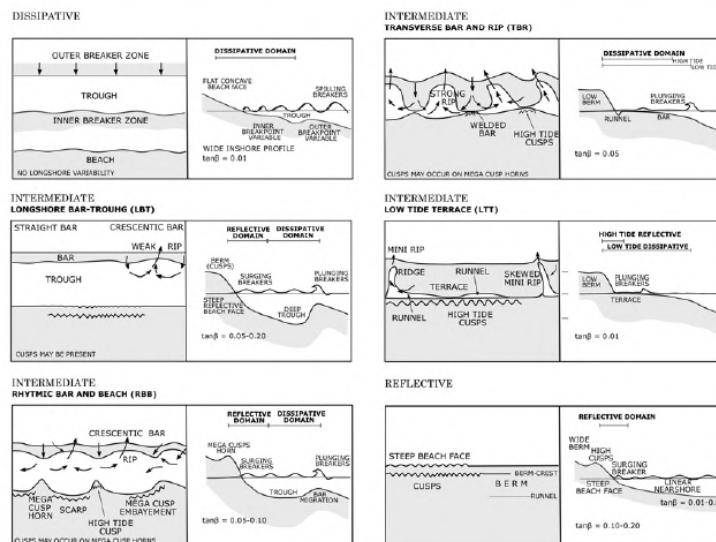 DISSIPATIVE
OUTER BREAKER ZONE
TROUGH
INNER BREAKER ZONE
BEACH
NO LONGSHORE VARIABILITY
DISSIPATIVE DOMAIN
FLAT CONCAVE
BEACH FACE
SPILLING
BREAKERS
TROUGH
INNER
BREAKPOINT
VARIABLE
OUTER
BREAKPOINT
VARIABLE
WIDE INSHORE PROFILE
tanβ = 0.01
INTERMEDIATE
TRANSVERSE BAR AND RIP (TBR)
STRONG
RIP
WELDED
BAR
HIGH TIDE
CUSPS
CUSPS MAY OCCUR ON MEGA CUSP HORNS
DISSIPATIVE DOMAIN
HIGH TIDE
LOW TID
LOW
BERM
PLUNGING
BREAKERS
RUNNEL
BAR
tanβ = 0.05
INTERMEDIATE
LONGSHORE BAR-TROUHG (LBT)
STRAIGHT BAR
CRESCENTIC BAR
WEAK RIP
BAR
TROUGH
CUSPS MAY BE PRESENT
REFLECTIVE
DOMAIN
DISSIPATIVE
DOMAIN
BERM
(CUSPS)
SURGING
BREAKERS
PLUNGING
BREAKERS
STEEP
REFLECTIVE
BEACH FACE
DEEP
TROUGH
tanβ = 0.05-0.20
INTERMEDIATE
LOW TIDE TERRACE (LTT)
MINI RIP
RIDGE
RUNNEL
TERRACE
SKEWED
MINI RIP
RUNNEL
HIGH TIDE
CUSPS
HIGH TIDE REFLECTIVE
LOW TIDE DISSIPATIVE
LOW
BERM
PLUNGING
BREAKERS
TERRACE
tanβ = 0.01
INTERMEDIATE
RHYTMIC BAR AND BEACH (RBB)
CRESCENTIC BAR
RIP
MEGA
CUSP
HORN
SCARP
HIGH TIDE
CUSP
MEGA CUSP
EMBAYEMENT
CUSPS MAY OCCUR ON MEGA CUSP HORNS
REFLECTIVE
DOMAIN
DISSIPATIVE
DOMAIN
MEGA CUSPS
HORN
SURGING
BREAKERS
PLUNGING
BREAKERS
TROUGH
BAR
MIGRATION
tanβ = 0.05-0.10
REFLECTIVE
STEEP BEACH FACE
CUSPS
BERM-CREST
BERM
RUNNEL
REFLECTIVE DOMAIN
WIDE
BERM
HIGH
CUSPS
SURGING
BREAKER
STEEP
BEACH FACE
LINEAR
NEARSHORE
tanβ = 0.01-0.
tanβ = 0.10-0.20